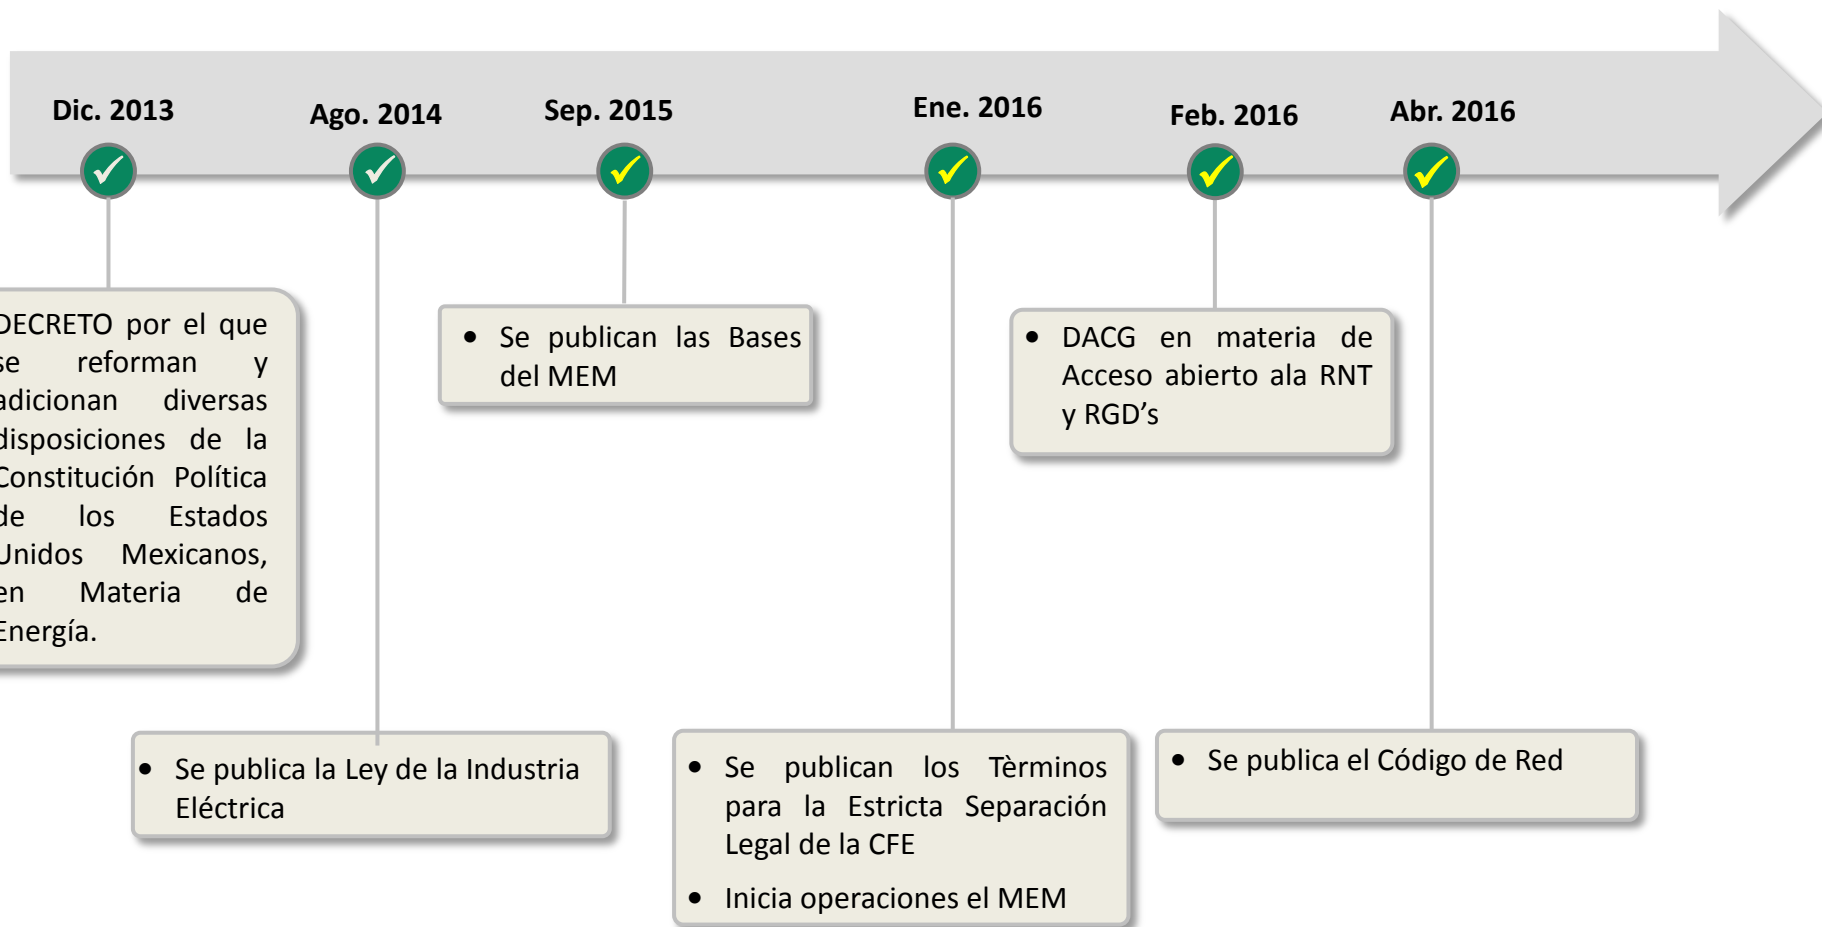 Dic. 2013
Ago. 2014
Sep. 2015
Ene. 2016
Feb. 2016
Abr. 2016
DECRETO por el que
se reforman y
adicionan diversas
disposiciones de la
Constitución Política
de los Estados
Unidos Mexicanos,
en Materia de
Energía.
• Se publica la Ley de la Industria
Eléctrica
• Se publican las Bases
del MEM
• Se publican los Tèrminos
para la Estricta Separación
Legal de la CFE
• Inicia operaciones el MEM
• DACG en materia de
Acceso abierto ala RNT
y RGD’s
• Se publica el Código de Red